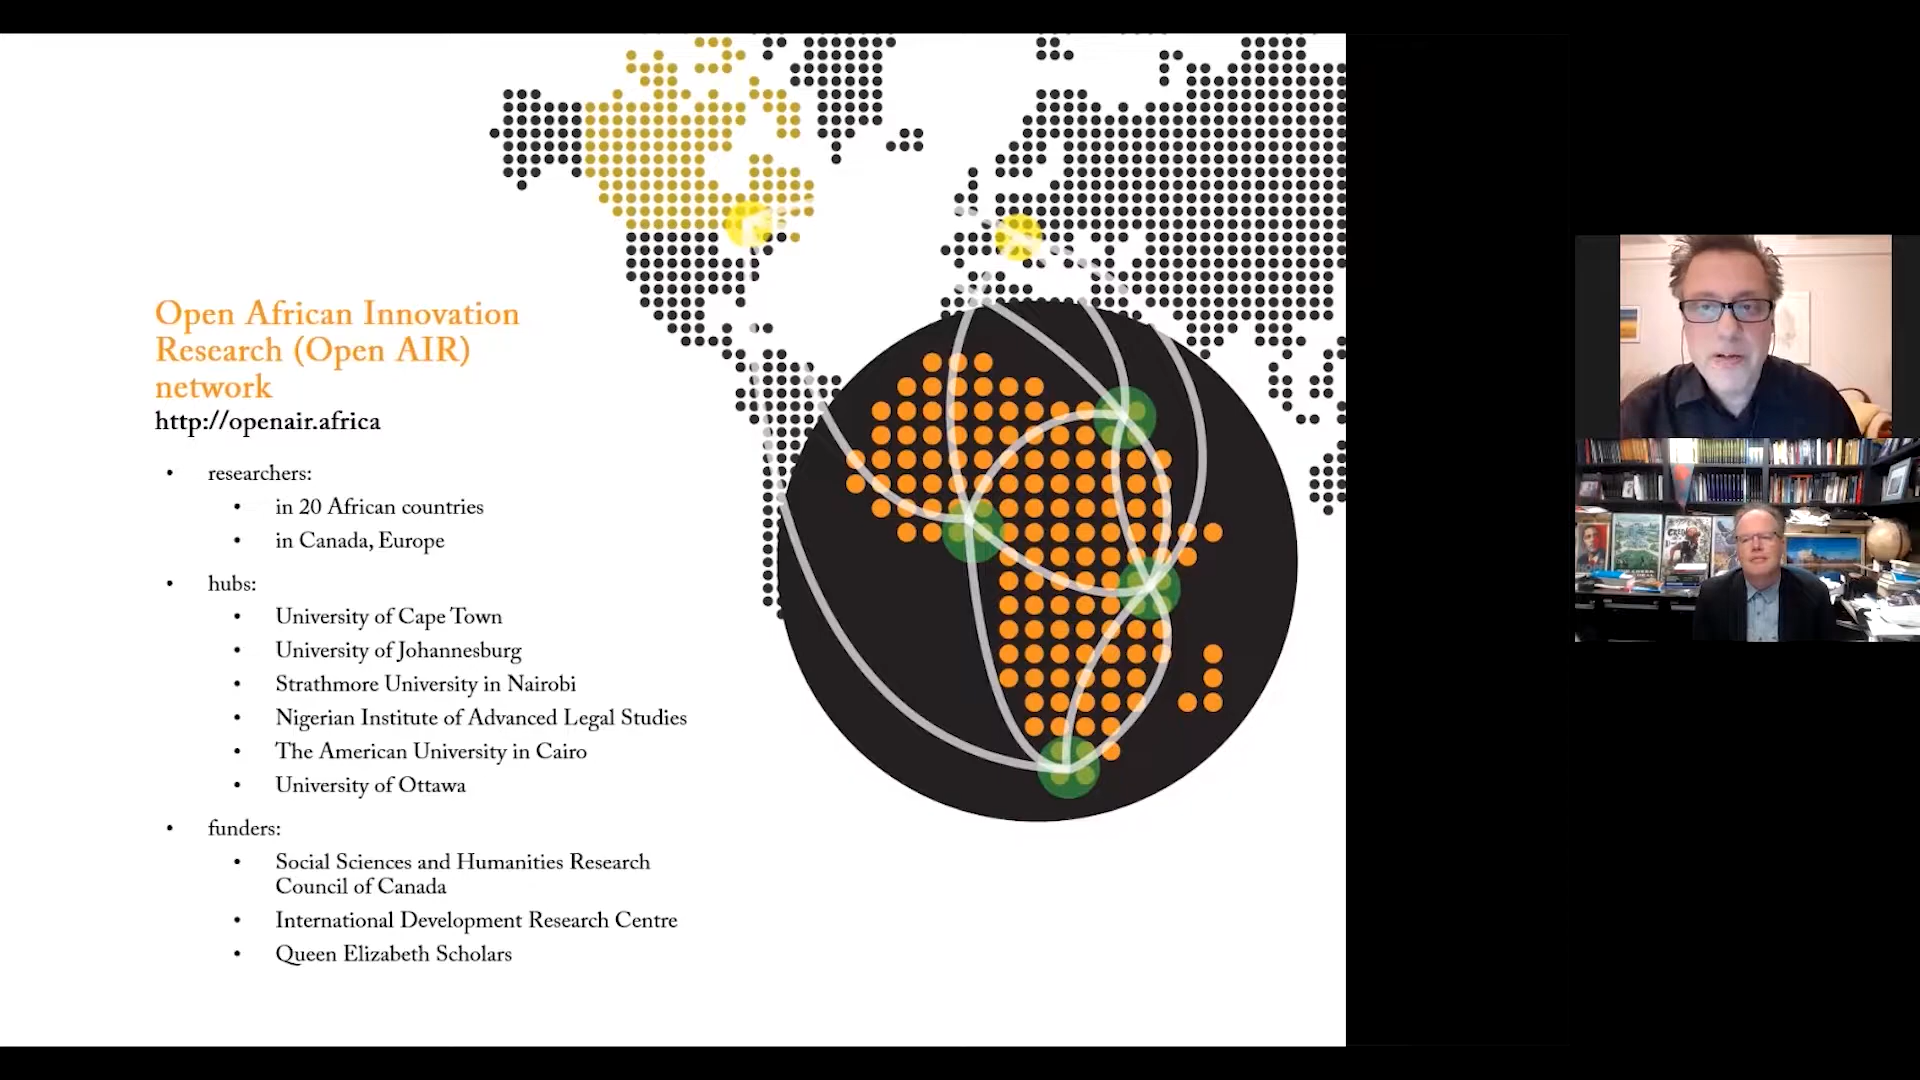 Open African Innovation
Research (Open AIR)
network
http://openair.africa
• researchers:
• in 20 African countries
• in Canada, Europe
• hubs:
• University of Cape Town
• University of Johannesburg
• Strathmore University in Nairobi
• Nigerian Institute of Advanced Legal Studies
• The American University in Cairo
• University of Ottawa
• funders:
• Social Sciences and Humanities Research
Council of Canada
• International Development Research Centre
• Queen Elizabeth Scholars